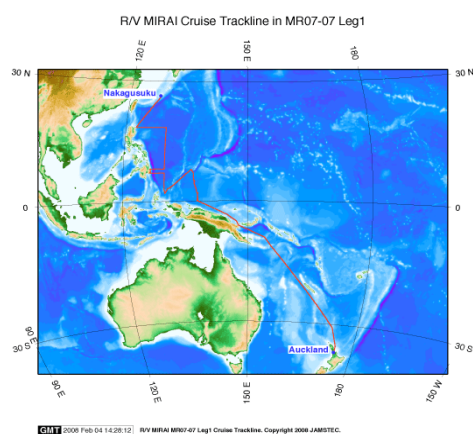 R/V MIRAI Cruise Trackline in MR07-07 Leg1
120 E
150 E
180
30 N
30 N
Nakagusuku
0
0
Auckland
30 S
90 E
30 S
90 E
120 E
150 E
180
150 W
GMT 2008 Feb 04 14:28:12 R/V MIRAI MR07-07 Leg1 Cruise Trackline. Copyright 2008 JAMSTEC.